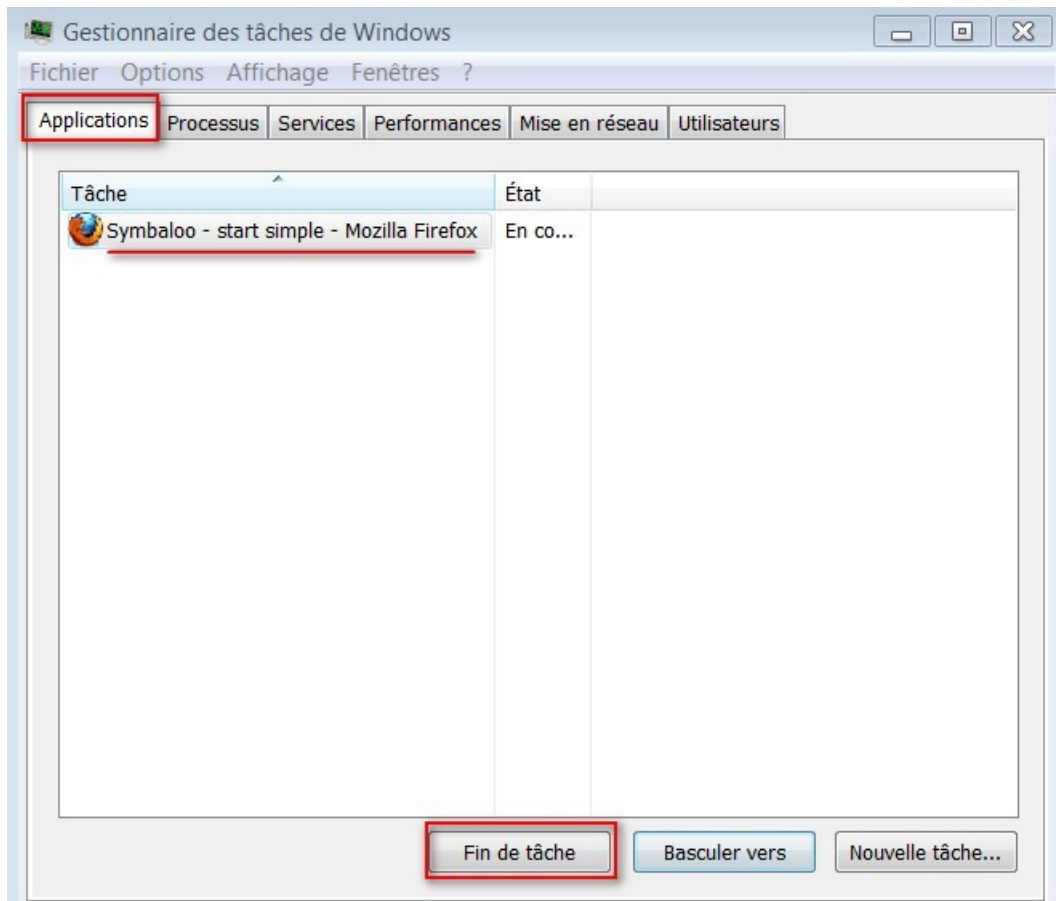 Gestionnaire des tâches de Windows
Fichier Options Affichage Fenêtres ?
Applications Processus Services Performances Mise en réseau Utilisateurs
Tâche État
Symbaloo - start simple - Mozilla Firefox En co...
Fin de tâche Basculer vers Nouvelle tâche...